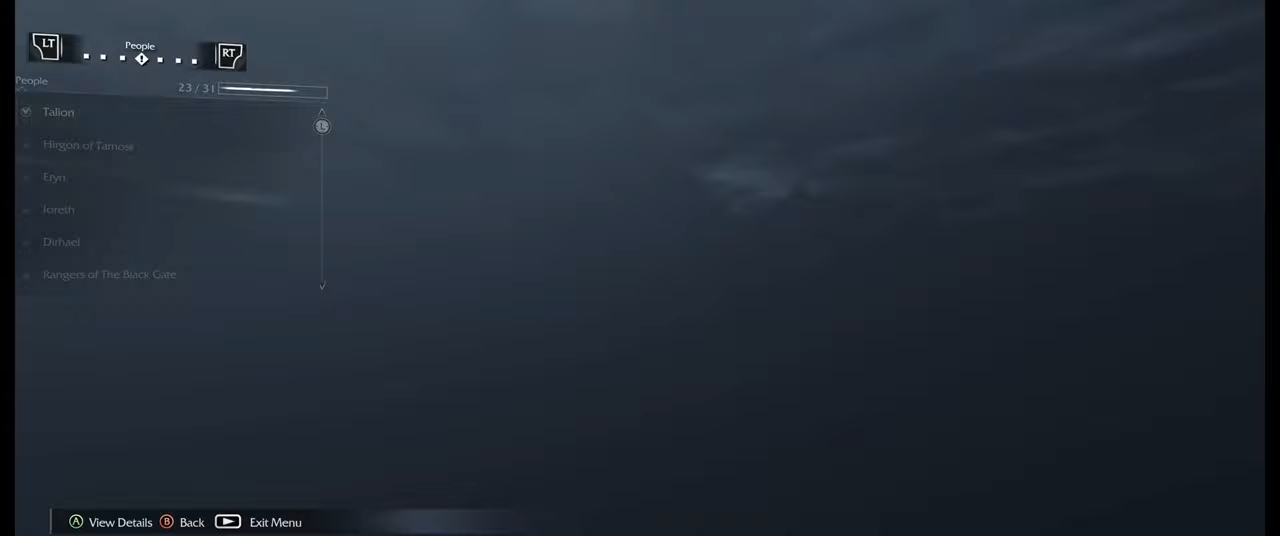 LT
People
RT
People
23 / 31
Talion
L
Hirgon of Tamost
Eryn
Ioreth
Dirhael
Rangers of The Black Gate
A View Details B Back Exit Menu